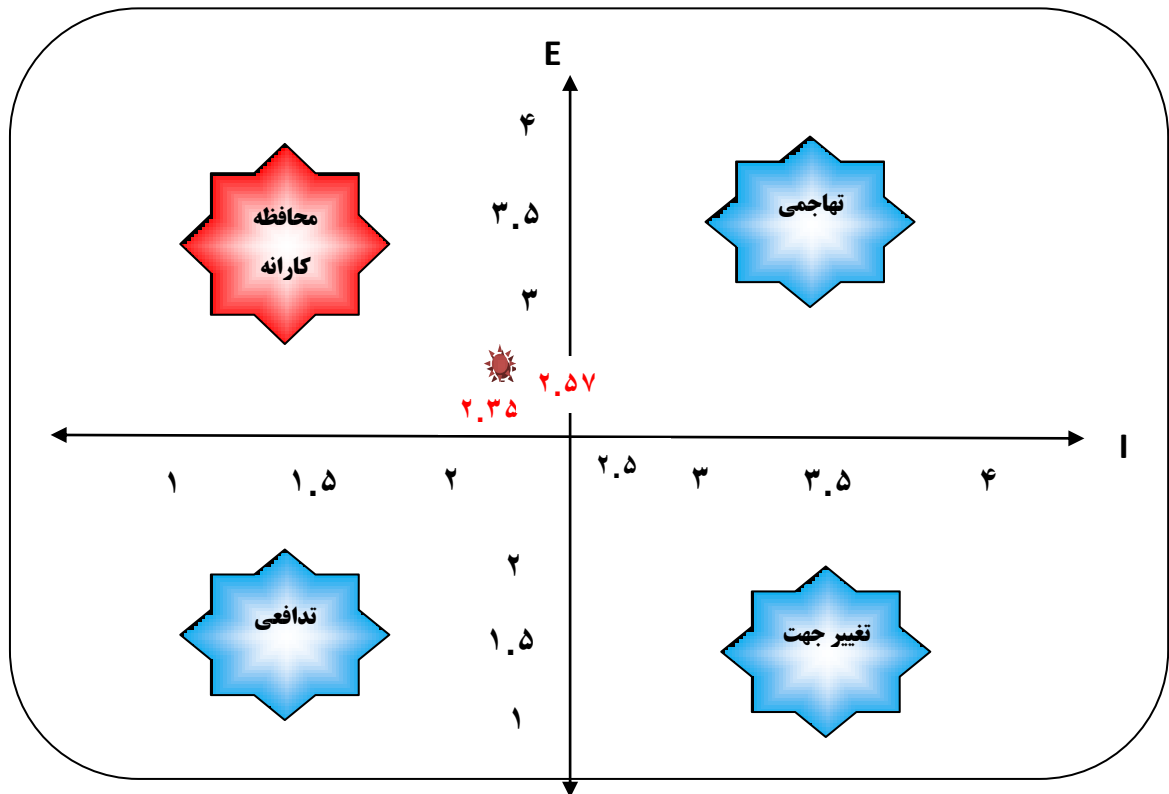 E
۴
محافظه
کارانه
تهاجمی
۳.۵
۳
۲.۵۷
۲.۳۵
I
۱
۱.۵
۲
۲.۵
۳
۳.۵
۴
۲
تدافعی
۱.۵
تغییر جهت
۱